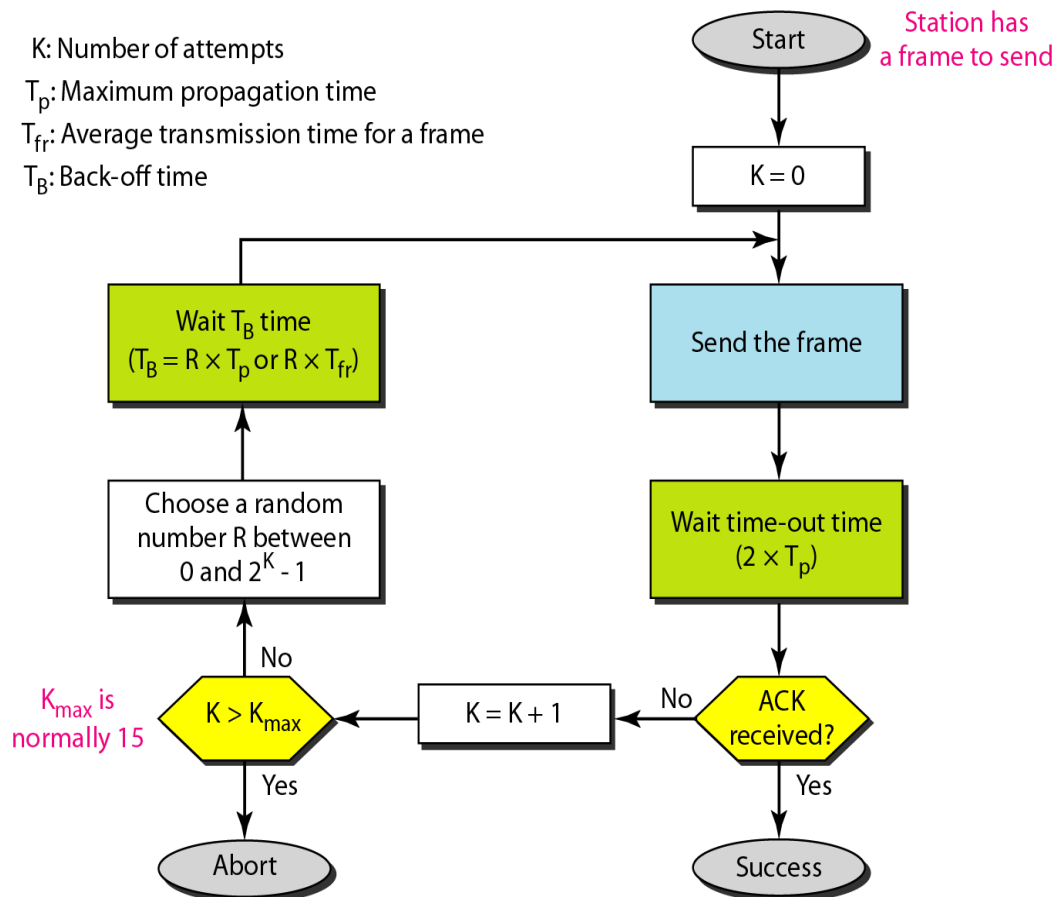 K: Number of attempts
Tp: Maximum propagation time
Tfr: Average transmission time for a frame
TB: Back-off time
Start
Station has
a frame to send
K = 0
Wait TB time
(TB = R × Tp or R × Tfr)
Send the frame
Choose a random
number R between
0 and 2^K - 1
Wait time-out time
(2 × Tp)
No
Kmax is
normally 15
K > Kmax
K = K + 1
No
ACK
received?
Yes
Yes
Abort
Success